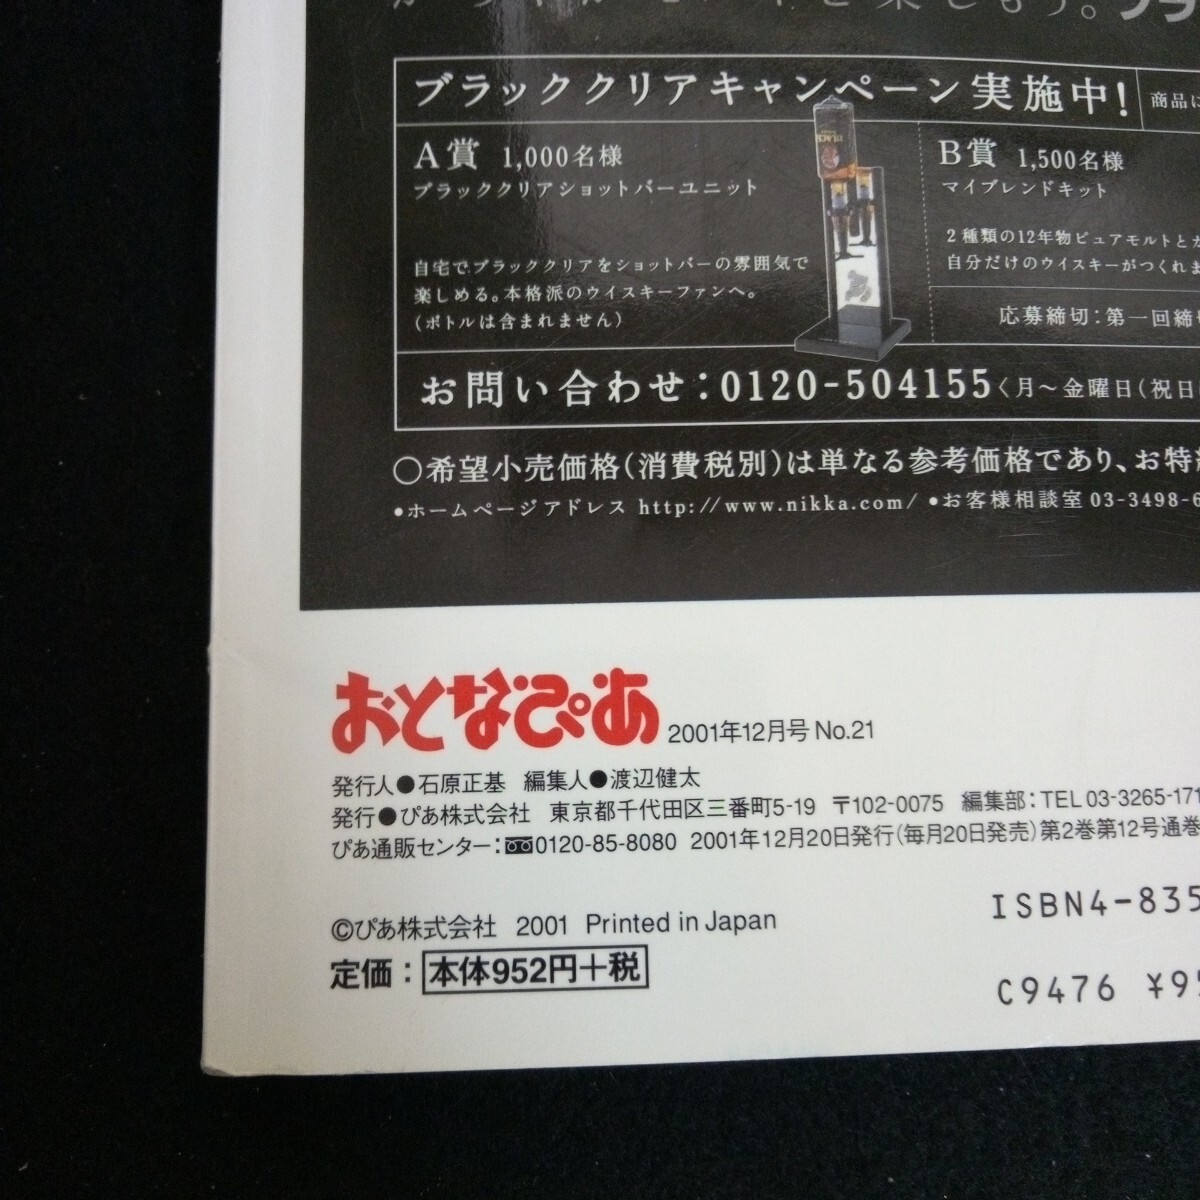 ブラッククリアキャンペーン実施中! 商品に
A賞 1,000名様
ブラッククリアショットバーユニット
自宅でブラッククリアをショットバーの雰囲気で
楽しめる。本格派のウイスキーファンへ。
(ボトルは含まれません)
BLACK
B賞 1,500名様
マイブレンドキット
2種類の12年物ピュアモルトと
自分だけのウイスキーがつくれま
応募締切:第一回締切
お問い合わせ:0120-504155〈月〜金曜日(祝日
○希望小売価格(消費税別)は単なる参考価格であり、お特約
●ホームページアドレス http://www.nikka.com/ ●お客様相談室 03-3498-6
おとなぴあ 2001年12月号 No.21
発行人●石原正基 編集人●渡辺健太
発行●ぴあ株式会社 東京都千代田区三番町5-19 〒102-0075 編集部:TEL 03-3265-171
ぴあ通販センター:0120-85-8080 2001年12月20日発行(毎月20日発売)第2巻第12号通巻
ISBN4-835
©ぴあ株式会社 2001 Printed in Japan
定価:本体952円+税
C9476 ¥95